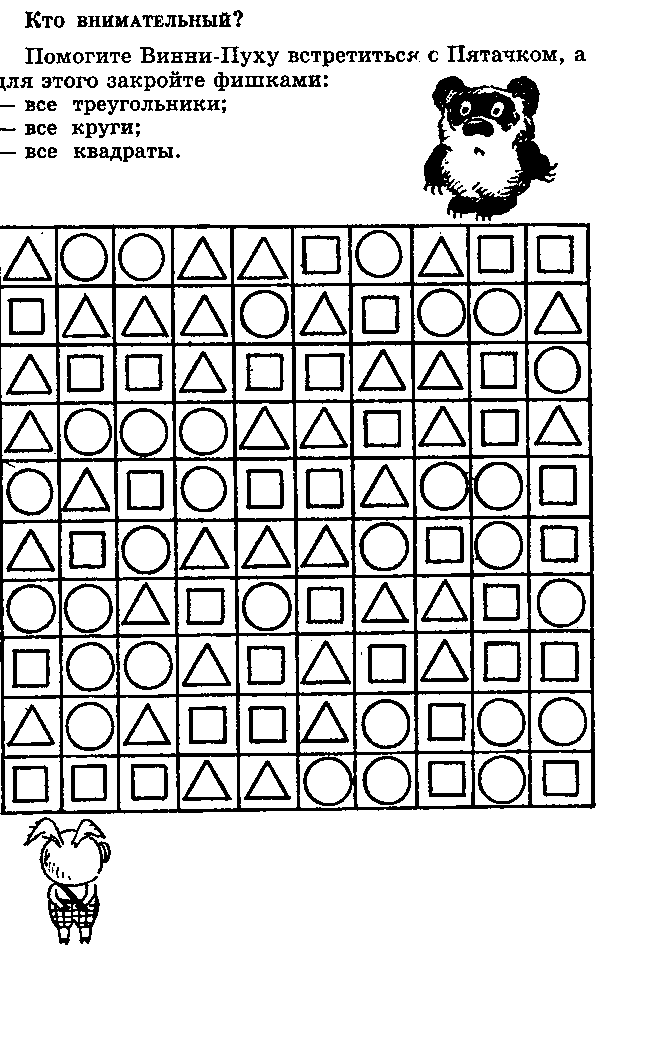 Кто внимательный?
Помогите Винни-Пуху встретиться с Пятачком, а
для этого закройте фишками:
— все треугольники;
— все круги;
— все квадраты.